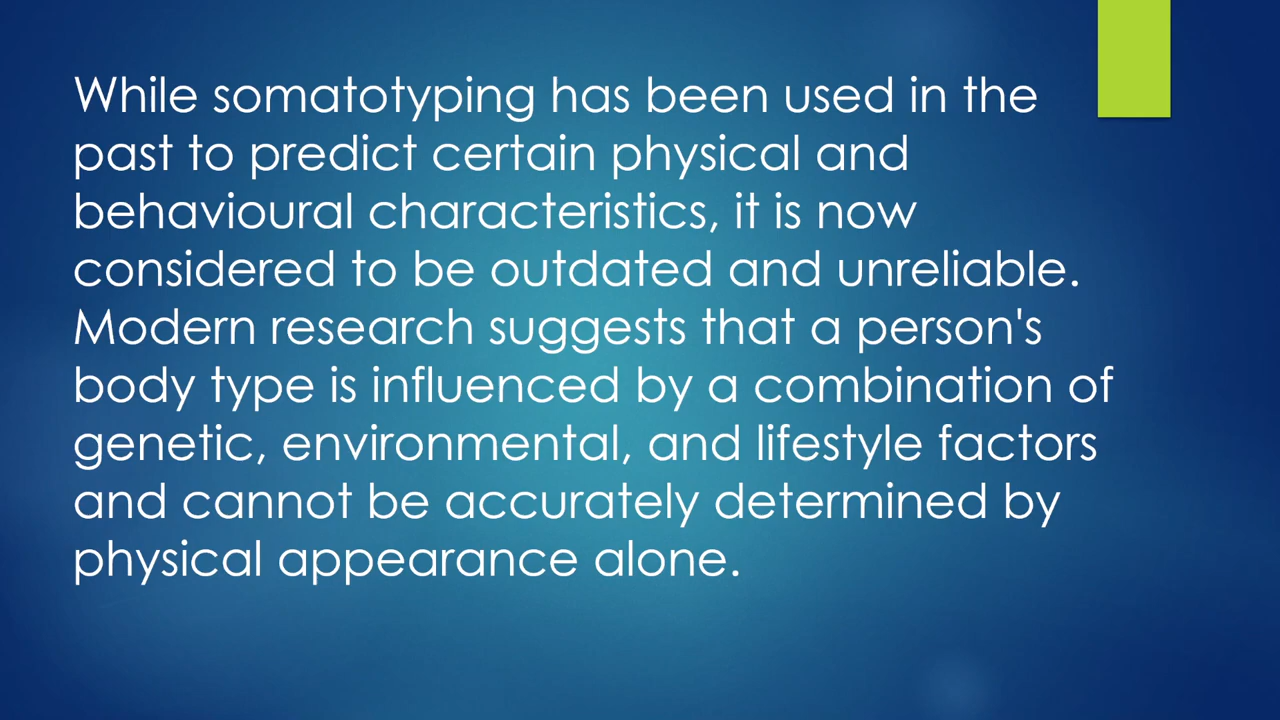 While somatotyping has been used in the
past to predict certain physical and
behavioural characteristics, it is now
considered to be outdated and unreliable.
Modern research suggests that a person's
body type is influenced by a combination of
genetic, environmental, and lifestyle factors
and cannot be accurately determined by
physical appearance alone.